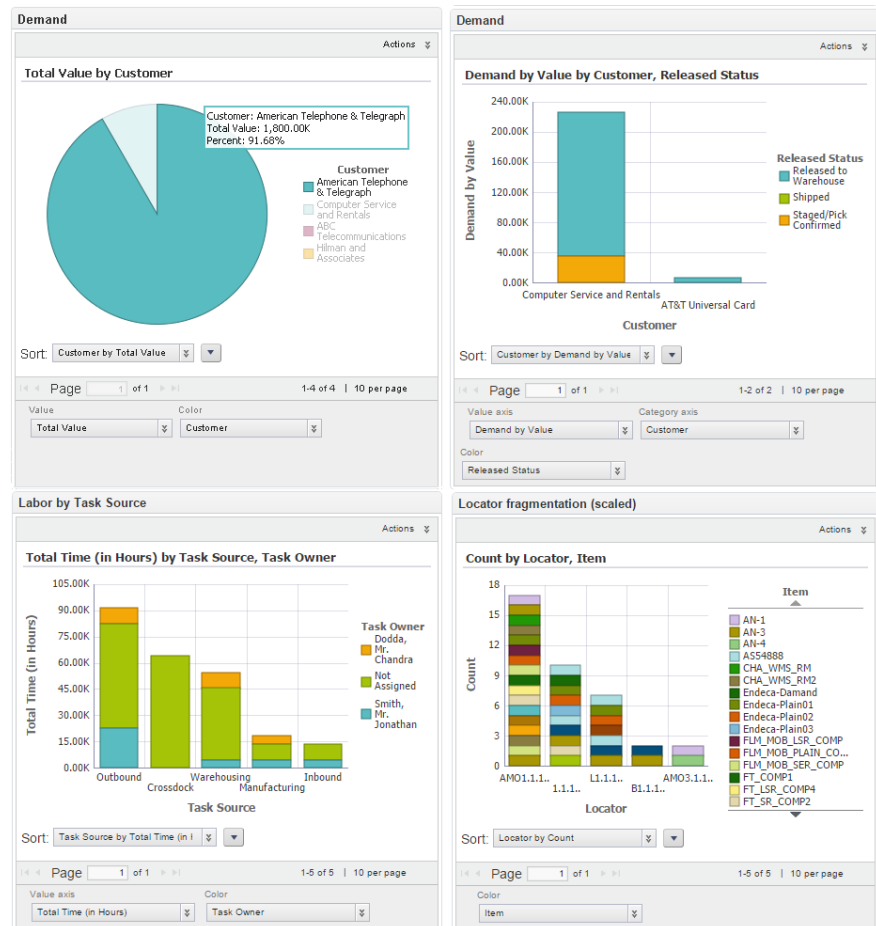 Demand
Actions
Total Value by Customer
Customer: American Telephone & Telegraph
Total Value: 1,800.00K
Percent: 91.68%
Customer
American Telephone
& Telegraph
Computer Service
and Rentals
ABC
Telecommunications
Hilman and
Associates
Sort: Customer by Total Value
Page 1 of 1 1-4 of 4 | 10 per page
Value Color
Total Value Customer
Demand
Actions
Demand by Value by Customer, Released Status
240.00K
200.00K
160.00K
120.00K
80.00K
40.00K
0.00K
Demand by Value
Computer Service and Rentals
AT&T Universal Card
Customer
Released Status
Released to
Warehouse
Shipped
Staged/Pick
Confirmed
Sort: Customer by Demand by Value
Page 1 of 1 1-2 of 2 | 10 per page
Value axis Category axis
Demand by Value Customer
Color
Released Status
Labor by Task Source
Actions
Total Time (in Hours) by Task Source, Task Owner
105.00K
90.00K
75.00K
60.00K
45.00K
30.00K
15.00K
0.00K
Total Time (in Hours)
Outbound Warehousing Inbound
Crossdock Manufacturing
Task Source
Task Owner
Dodda,
Mr.
Chandra
Not
Assigned
Smith,
Mr.
Jonathan
Sort: Task Source by Total Time (in l
Page 1 of 1 1-5 of 5 | 10 per page
Value axis Color
Total Time (in Hours) Task Owner
Locator fragmentation (scaled)
Actions
Count by Locator, Item
18
15
12
9
6
3
0
Count
AMO1.1.1.. L1.1.1.. AMO3.1.1..
1.1.1.. B1.1.1..
Locator
Item
AN-1
AN-3
AN-4
AS54888
CHA_WMS_RM
CHA_WMS_RM2
Endeca-Damand
Endeca-Plain01
Endeca-Plain02
Endeca-Plain03
FLM_MOB_LSR_COMP
FLM_MOB_PLAIN_CO...
FLM_MOB_SER_COMP
FT_COMP1
FT_LSR_COMP4
FT_SR_COMP2
Sort: Locator by Count
Page 1 of 1 1-5 of 5 | 10 per page
Color
Item